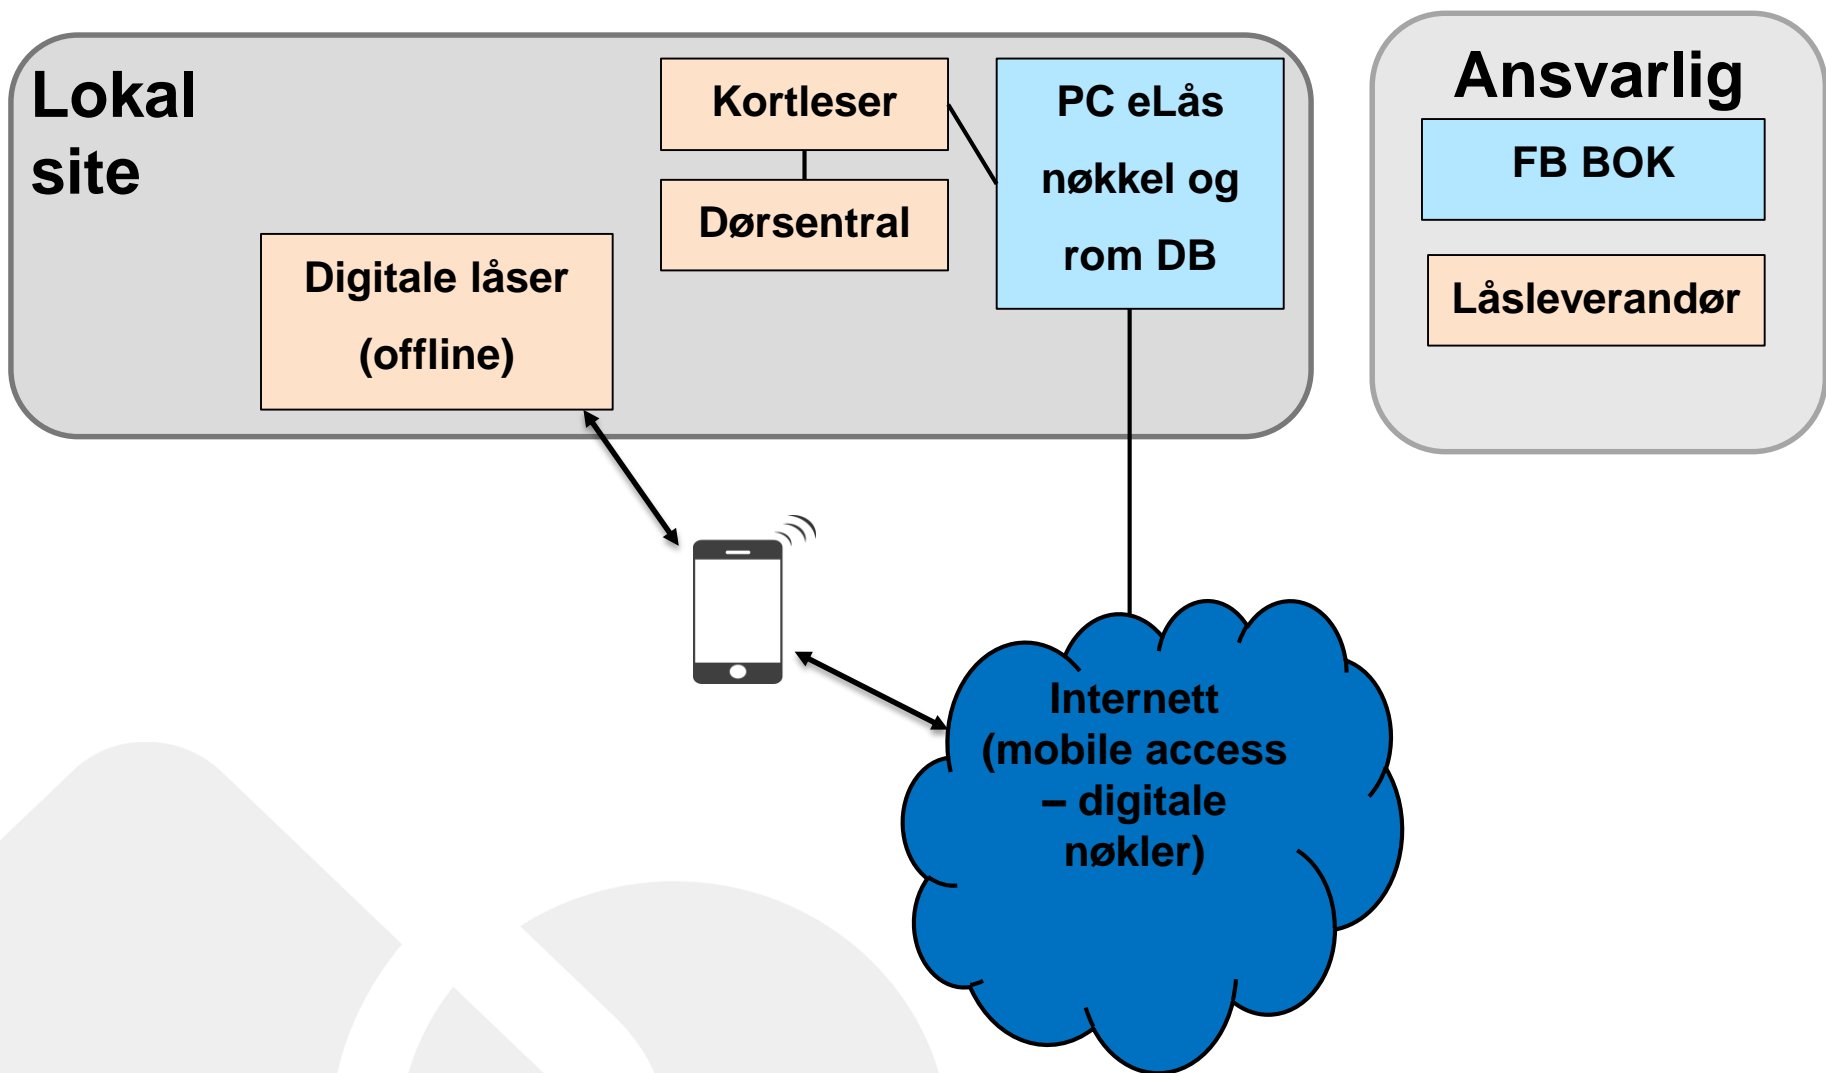 Lokal
site
Kortleser
Dørsentral
PC eLås
nøkkel og
rom DB
Digitale låser
(offline)
Ansvarlig
FB BOK
Låsleverandør
Internett
(mobile access
– digitale
nøkler)